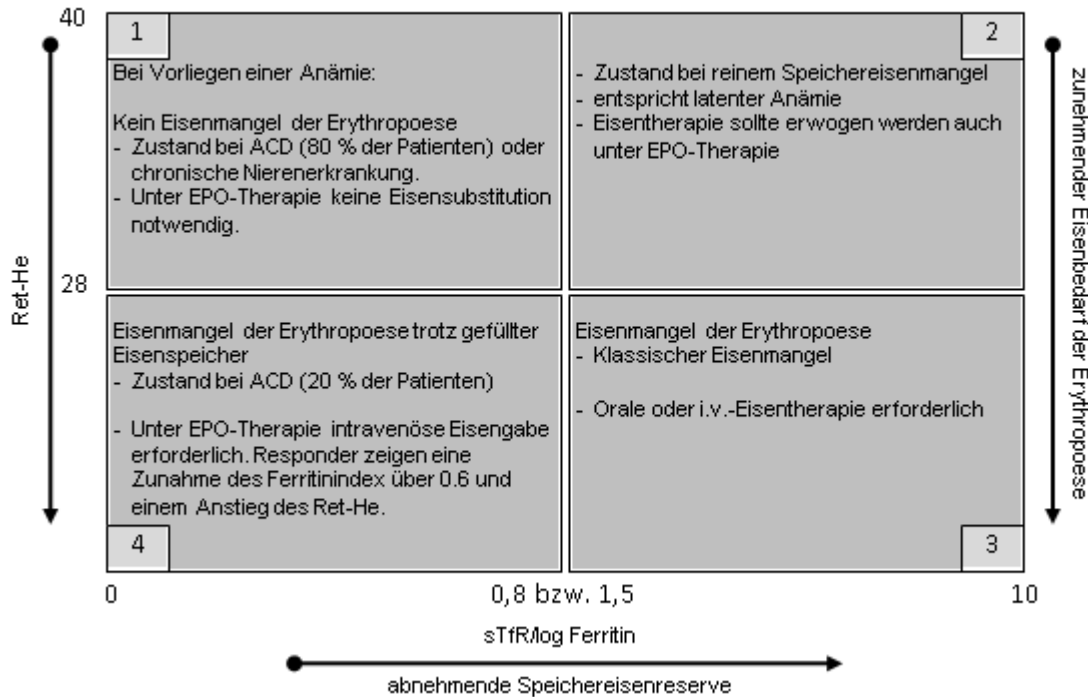 40
1
2
Bei Vorliegen einer Anämie:
Kein Eisenmangel der Erythropoese
- Zustand bei ACD (80 % der Patienten) oder
chronische Nierenerkrankung.
- Unter EPO-Therapie keine Eisensubstitution
notwendig.
- Zustand bei reinem Speichereisenmangel
- entspricht latenter Anämie
- Eisentherapie sollte erwogen werden auch
unter EPO-Therapie
Ret-He
28
zunehmender Eisenbedarf der Erythropoese
Eisenmangel der Erythropoese trotz gefüllter
Eisenspeicher
- Zustand bei ACD (20 % der Patienten)
- Unter EPO-Therapie intravenöse Eisengabe
erforderlich. Responder zeigen eine
Zunahme des Ferritinindex über 0.6 und
einem Anstieg des Ret-He.
4
Eisenmangel der Erythropoese
- Klassischer Eisenmangel
- Orale oder i.v.-Eisentherapie erforderlich
3
0
0,8 bzw. 1,5
10
sTfR/log Ferritin
abnehmende Speichereisenreserve